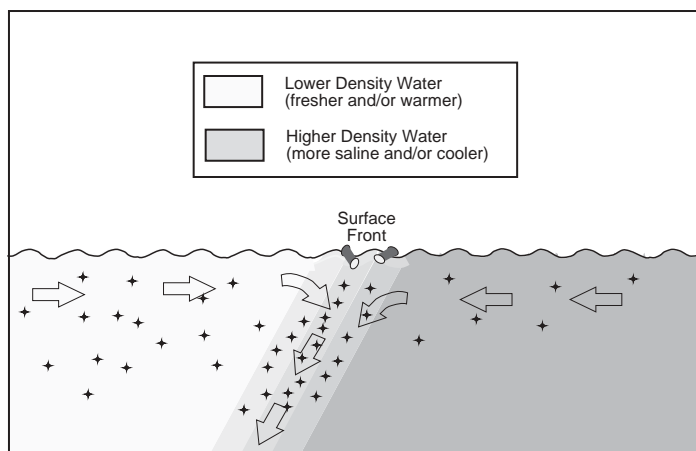 Lower Density Water
(fresher and/or warmer)
Higher Density Water
(more saline and/or cooler)
Surface
Front